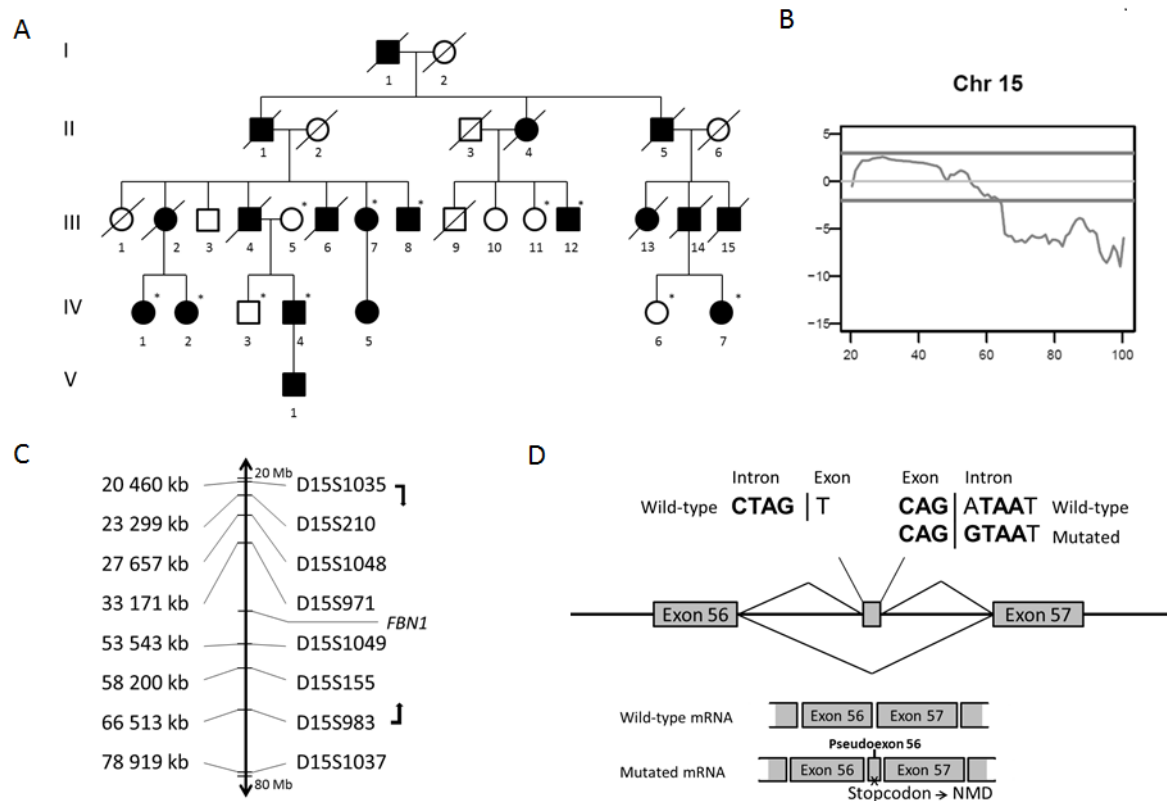 A
I
1 2
II
1 2 3 4 5 6
III
* * * *  *
1 2 3 4 5 6 7 8 9 10 11 12 13 14 15
IV
* * * * * *
1 2 3 4 5 6 7
V
1
B
Chr 15
5
0
−5
−10
−15
20 40 60 80 100
C
20 Mb
20 460 kb D15S1035
23 299 kb D15S210
27 657 kb D15S1048
33 171 kb D15S971
FBN1
53 543 kb D15S1049
58 200 kb D15S155
66 513 kb D15S983
78 919 kb D15S1037
80 Mb
D
Intron Exon Exon Intron
Wild-type CTAG | T CAG | ATAAT Wild-type
CAG | GTAAT Mutated
Exon 56 Exon 57
Wild-type mRNA Exon 56 Exon 57
Pseudoexon 56
Mutated mRNA Exon 56 x Exon 57
Stopcodon → NMD